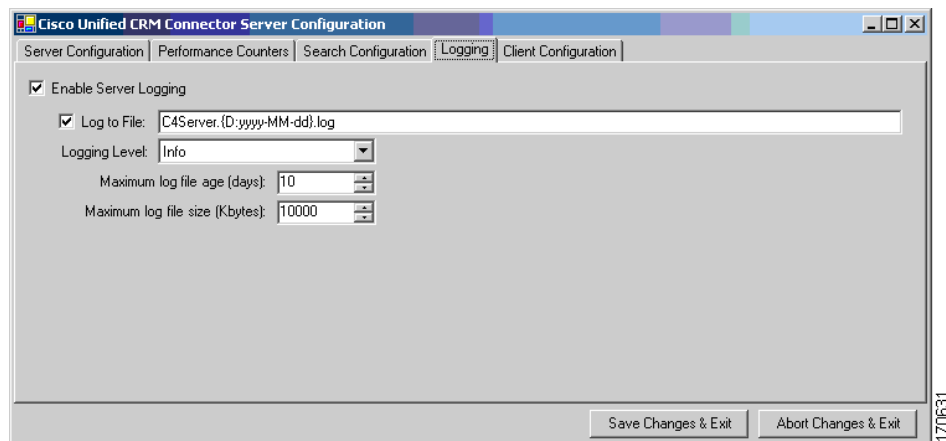 Cisco Unified CRM Connector Server Configuration
Server Configuration Performance Counters Search Configuration Logging Client Configuration
Enable Server Logging
Log to File: C4Server.{D:yyyy-MM-dd}.log
Logging Level: Info
Maximum log file age (days): 10
Maximum log file size (Kbytes): 10000
Save Changes & Exit Abort Changes & Exit
170631